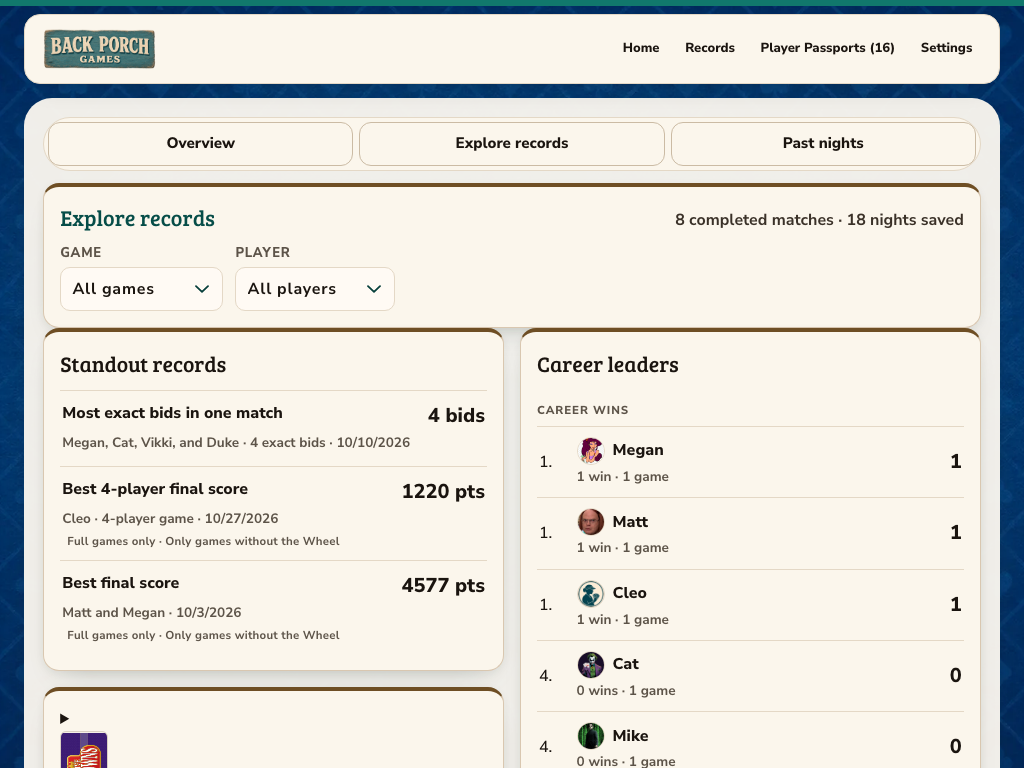 BACK PORCH
GAMES
Home
Records
Player Passports (16)
Settings
Overview
Explore records
Past nights
Explore records
8 completed matches · 18 nights saved
GAME
PLAYER
All games
All players
Standout records
Most exact bids in one match
4 bids
Megan, Cat, Vikki, and Duke · 4 exact bids · 10/10/2026
Best 4-player final score
1220 pts
Cleo · 4-player game · 10/27/2026
Full games only · Only games without the Wheel
Best final score
4577 pts
Matt and Megan · 10/3/2026
Full games only · Only games without the Wheel
Career leaders
CAREER WINS
1.
Megan
1 win · 1 game
1
1.
Matt
1 win · 1 game
1
1.
Cleo
1 win · 1 game
1
4.
Cat
0 wins · 1 game
0
4.
Mike
0 wins · 1 game
0